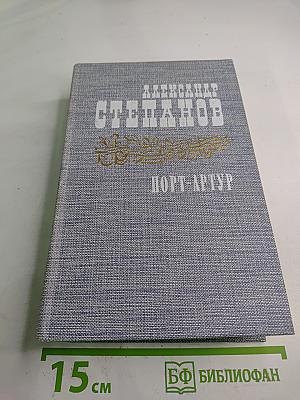 АЛЕКСАНДР
СТЕПАНОВ
ПОРТ-АРТУР
15 см
БФ БИБЛИОФАН